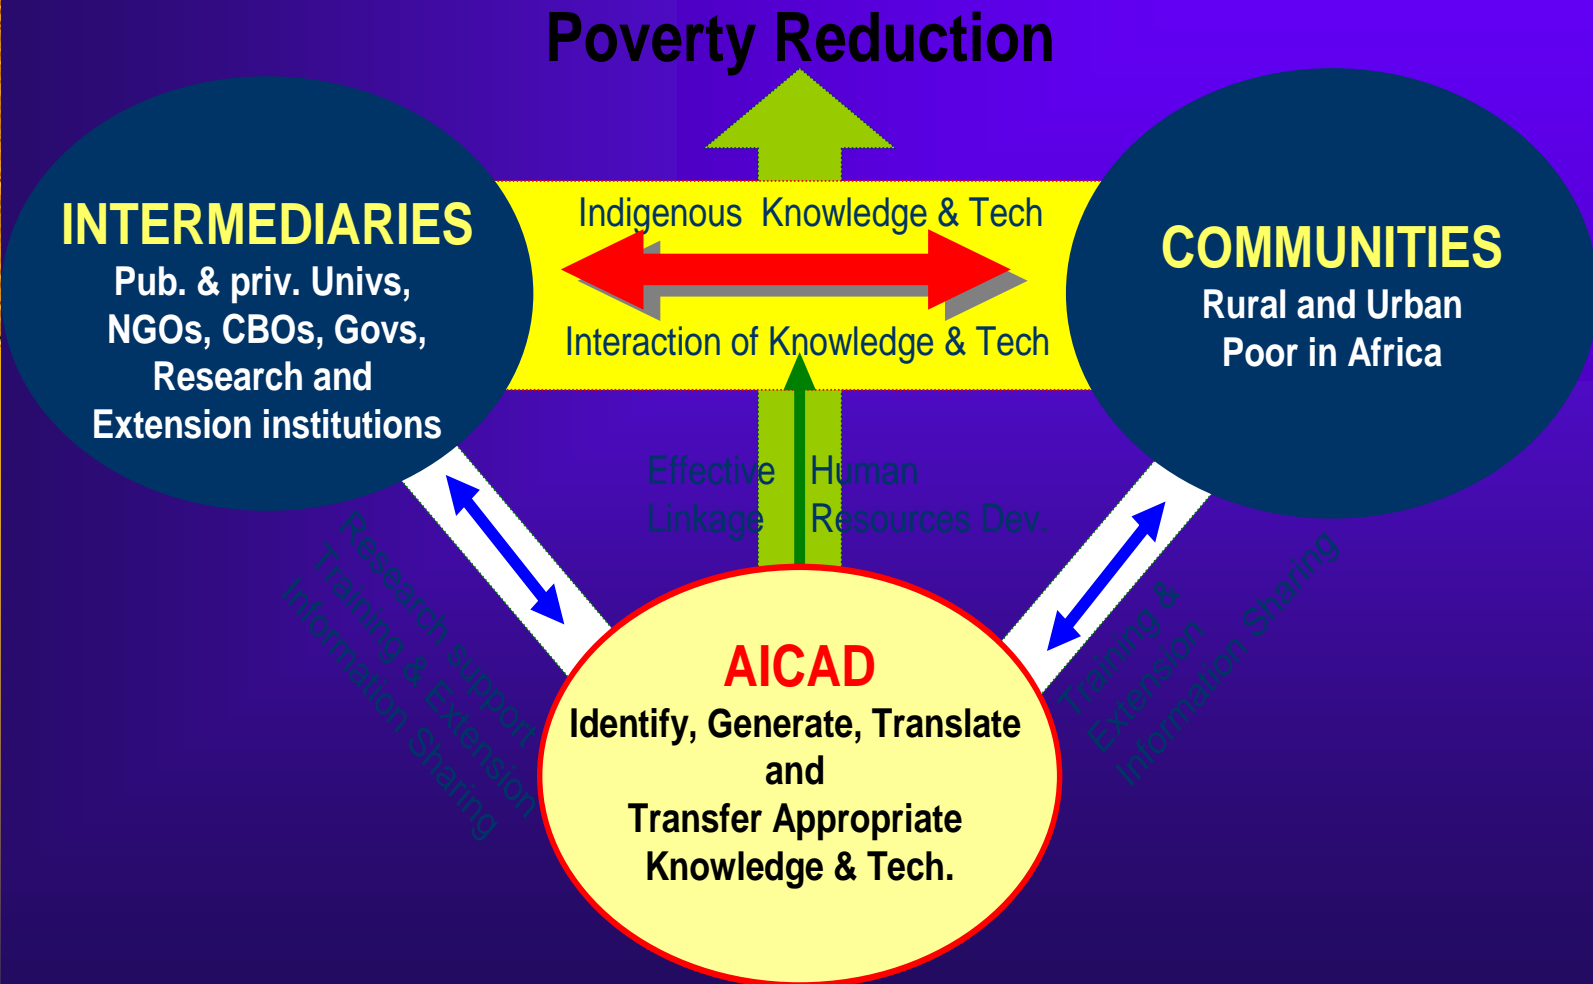 Poverty Reduction
INTERMEDIARIES
Pub. & priv. Univs,
NGOs, CBOs, Govs,
Research and
Extension institutions
Indigenous Knowledge & Tech
Interaction of Knowledge & Tech
COMMUNITIES
Rural and Urban
Poor in Africa
Effective Human
Linkage Resources Dev.
Research support
Training & Extension
Information Sharing
Training &
Extension
Information Sharing
AICAD
Identify, Generate, Translate
and
Transfer Appropriate
Knowledge & Tech.